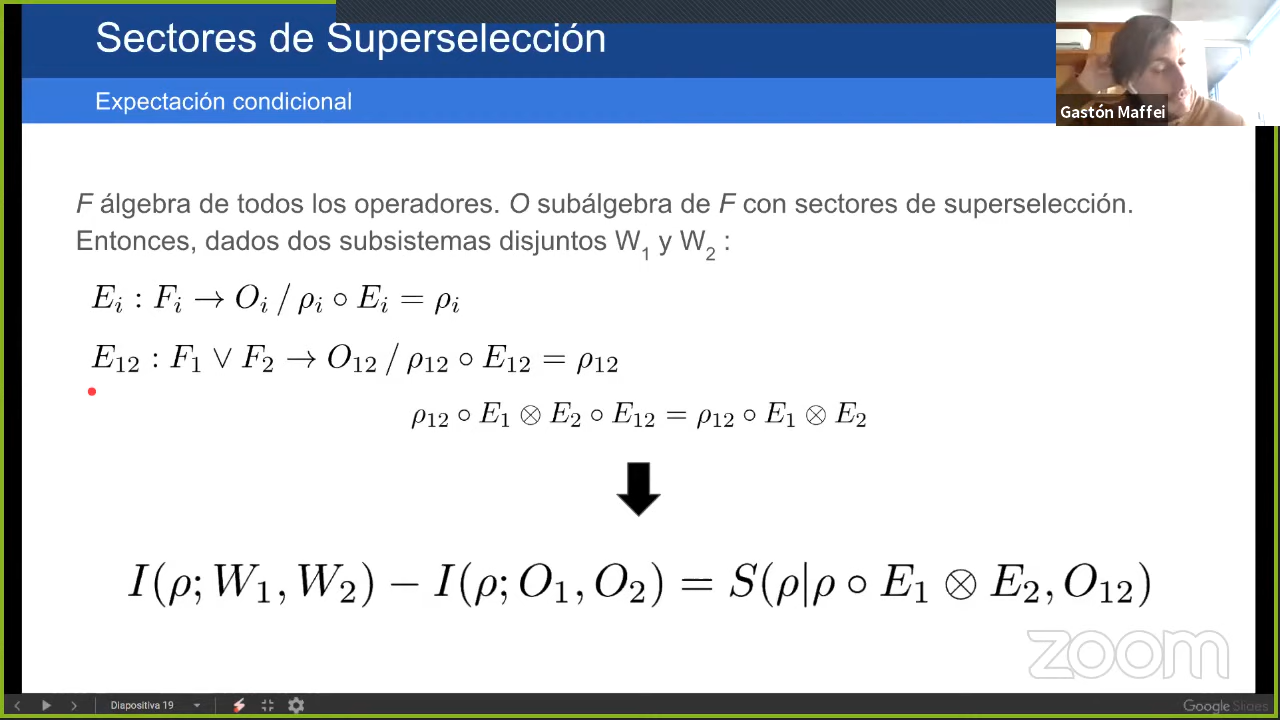 Sectores de Superselección
Expectación condicional
Gastón Maffei
F álgebra de todos los operadores. O subálgebra de F con sectores de superselección.
Entonces, dados dos subsistemas disjuntos W₁ y W₂ :
Eᵢ : Fᵢ → Oᵢ / ρᵢ ∘ Eᵢ = ρᵢ
E₁₂ : F₁ ∨ F₂ → O₁₂ / ρ₁₂ ∘ E₁₂ = ρ₁₂
ρ₁₂ ∘ E₁ ⊗ E₂ ∘ E₁₂ = ρ₁₂ ∘ E₁ ⊗ E₂
I(ρ; W₁, W₂) − I(ρ; O₁, O₂) = S(ρ|ρ ∘ E₁ ⊗ E₂, O₁₂)
zoom
Diapositiva 19
Google Slides